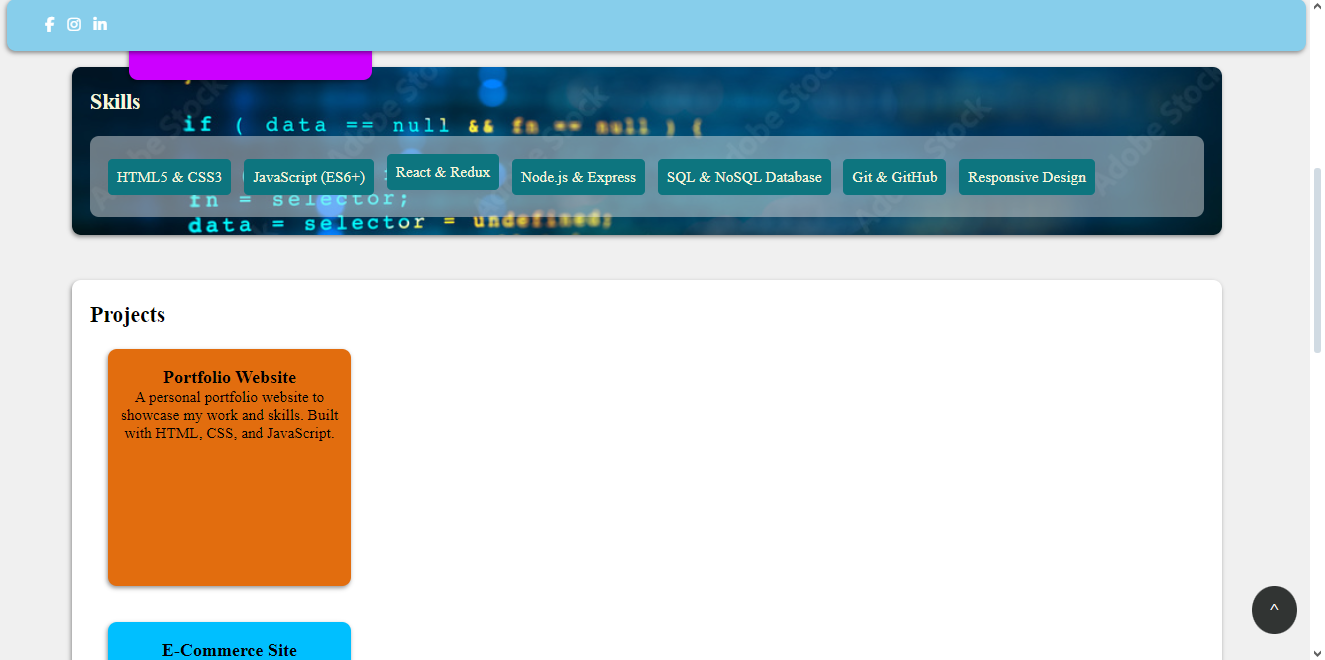 Skills
if ( data == null && fn == null ) {
HTML5 & CSS3 JavaScript (ES6+) React & Redux Node.js & Express SQL & NoSQL Database Git & GitHub Responsive Design
fn = selector;
data = selector = undefined;
Adobe Stock
Projects
Portfolio Website
A personal portfolio website to
showcase my work and skills. Built
with HTML, CSS, and JavaScript.
E-Commerce Site
^